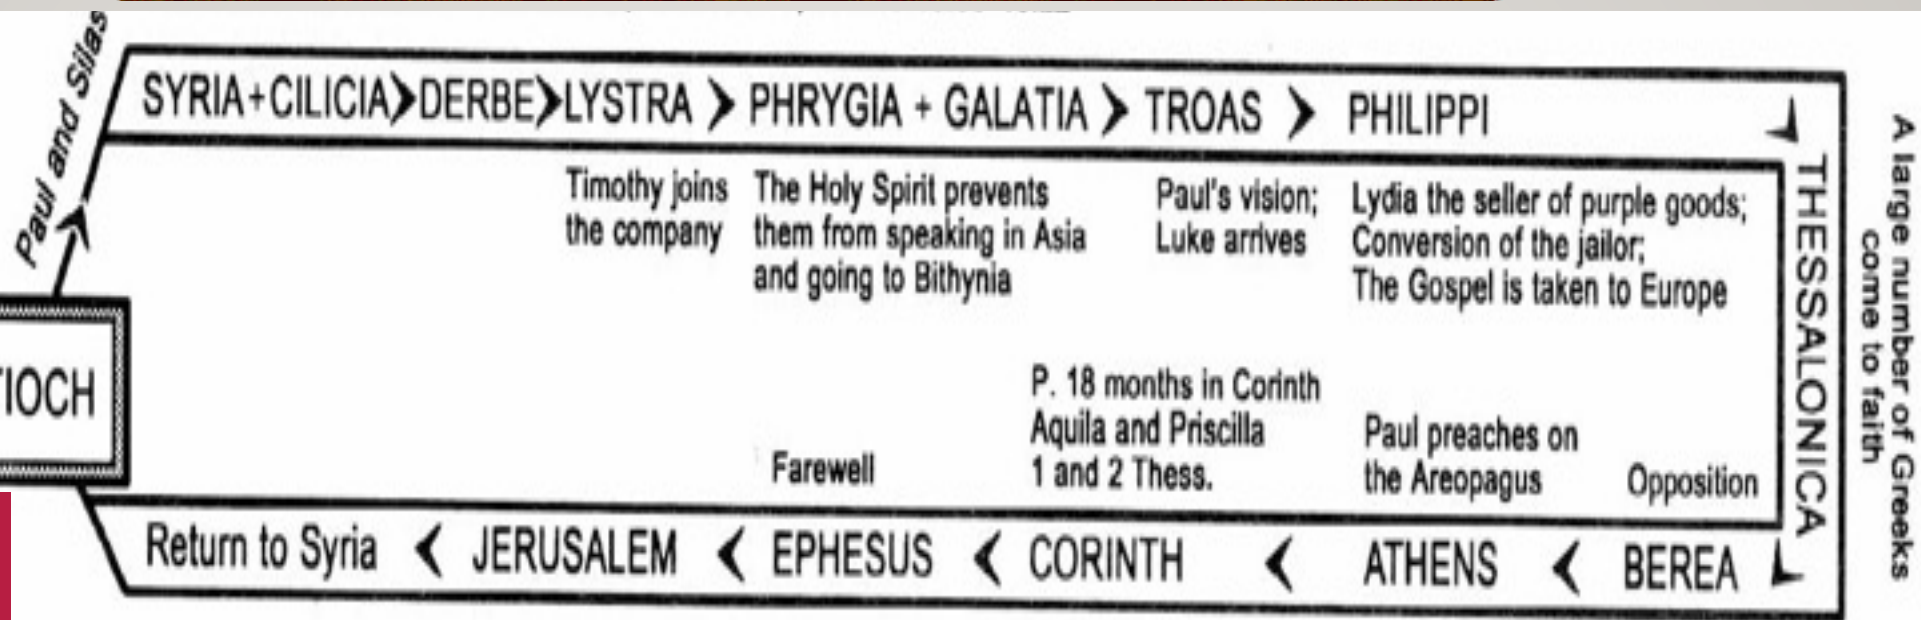 Paul and Silas
SYRIA+CILICIA>DERBE>LYSTRA > PHRYGIA + GALATIA > TROAS > PHILIPPI
Timothy joins
the company
The Holy Spirit prevents
them from speaking in Asia
and going to Bithynia
Paul's vision;
Luke arrives
Lydia the seller of purple goods;
Conversion of the jailor;
The Gospel is taken to Europe
THESSALONICA
A large number of Greeks
come to faith
TIOCH
Farewell
P. 18 months in Corinth
Aquila and Priscilla
1 and 2 Thess.
Paul preaches on
the Areopagus
Opposition
Return to Syria < JERUSALEM < EPHESUS < CORINTH < ATHENS < BEREA